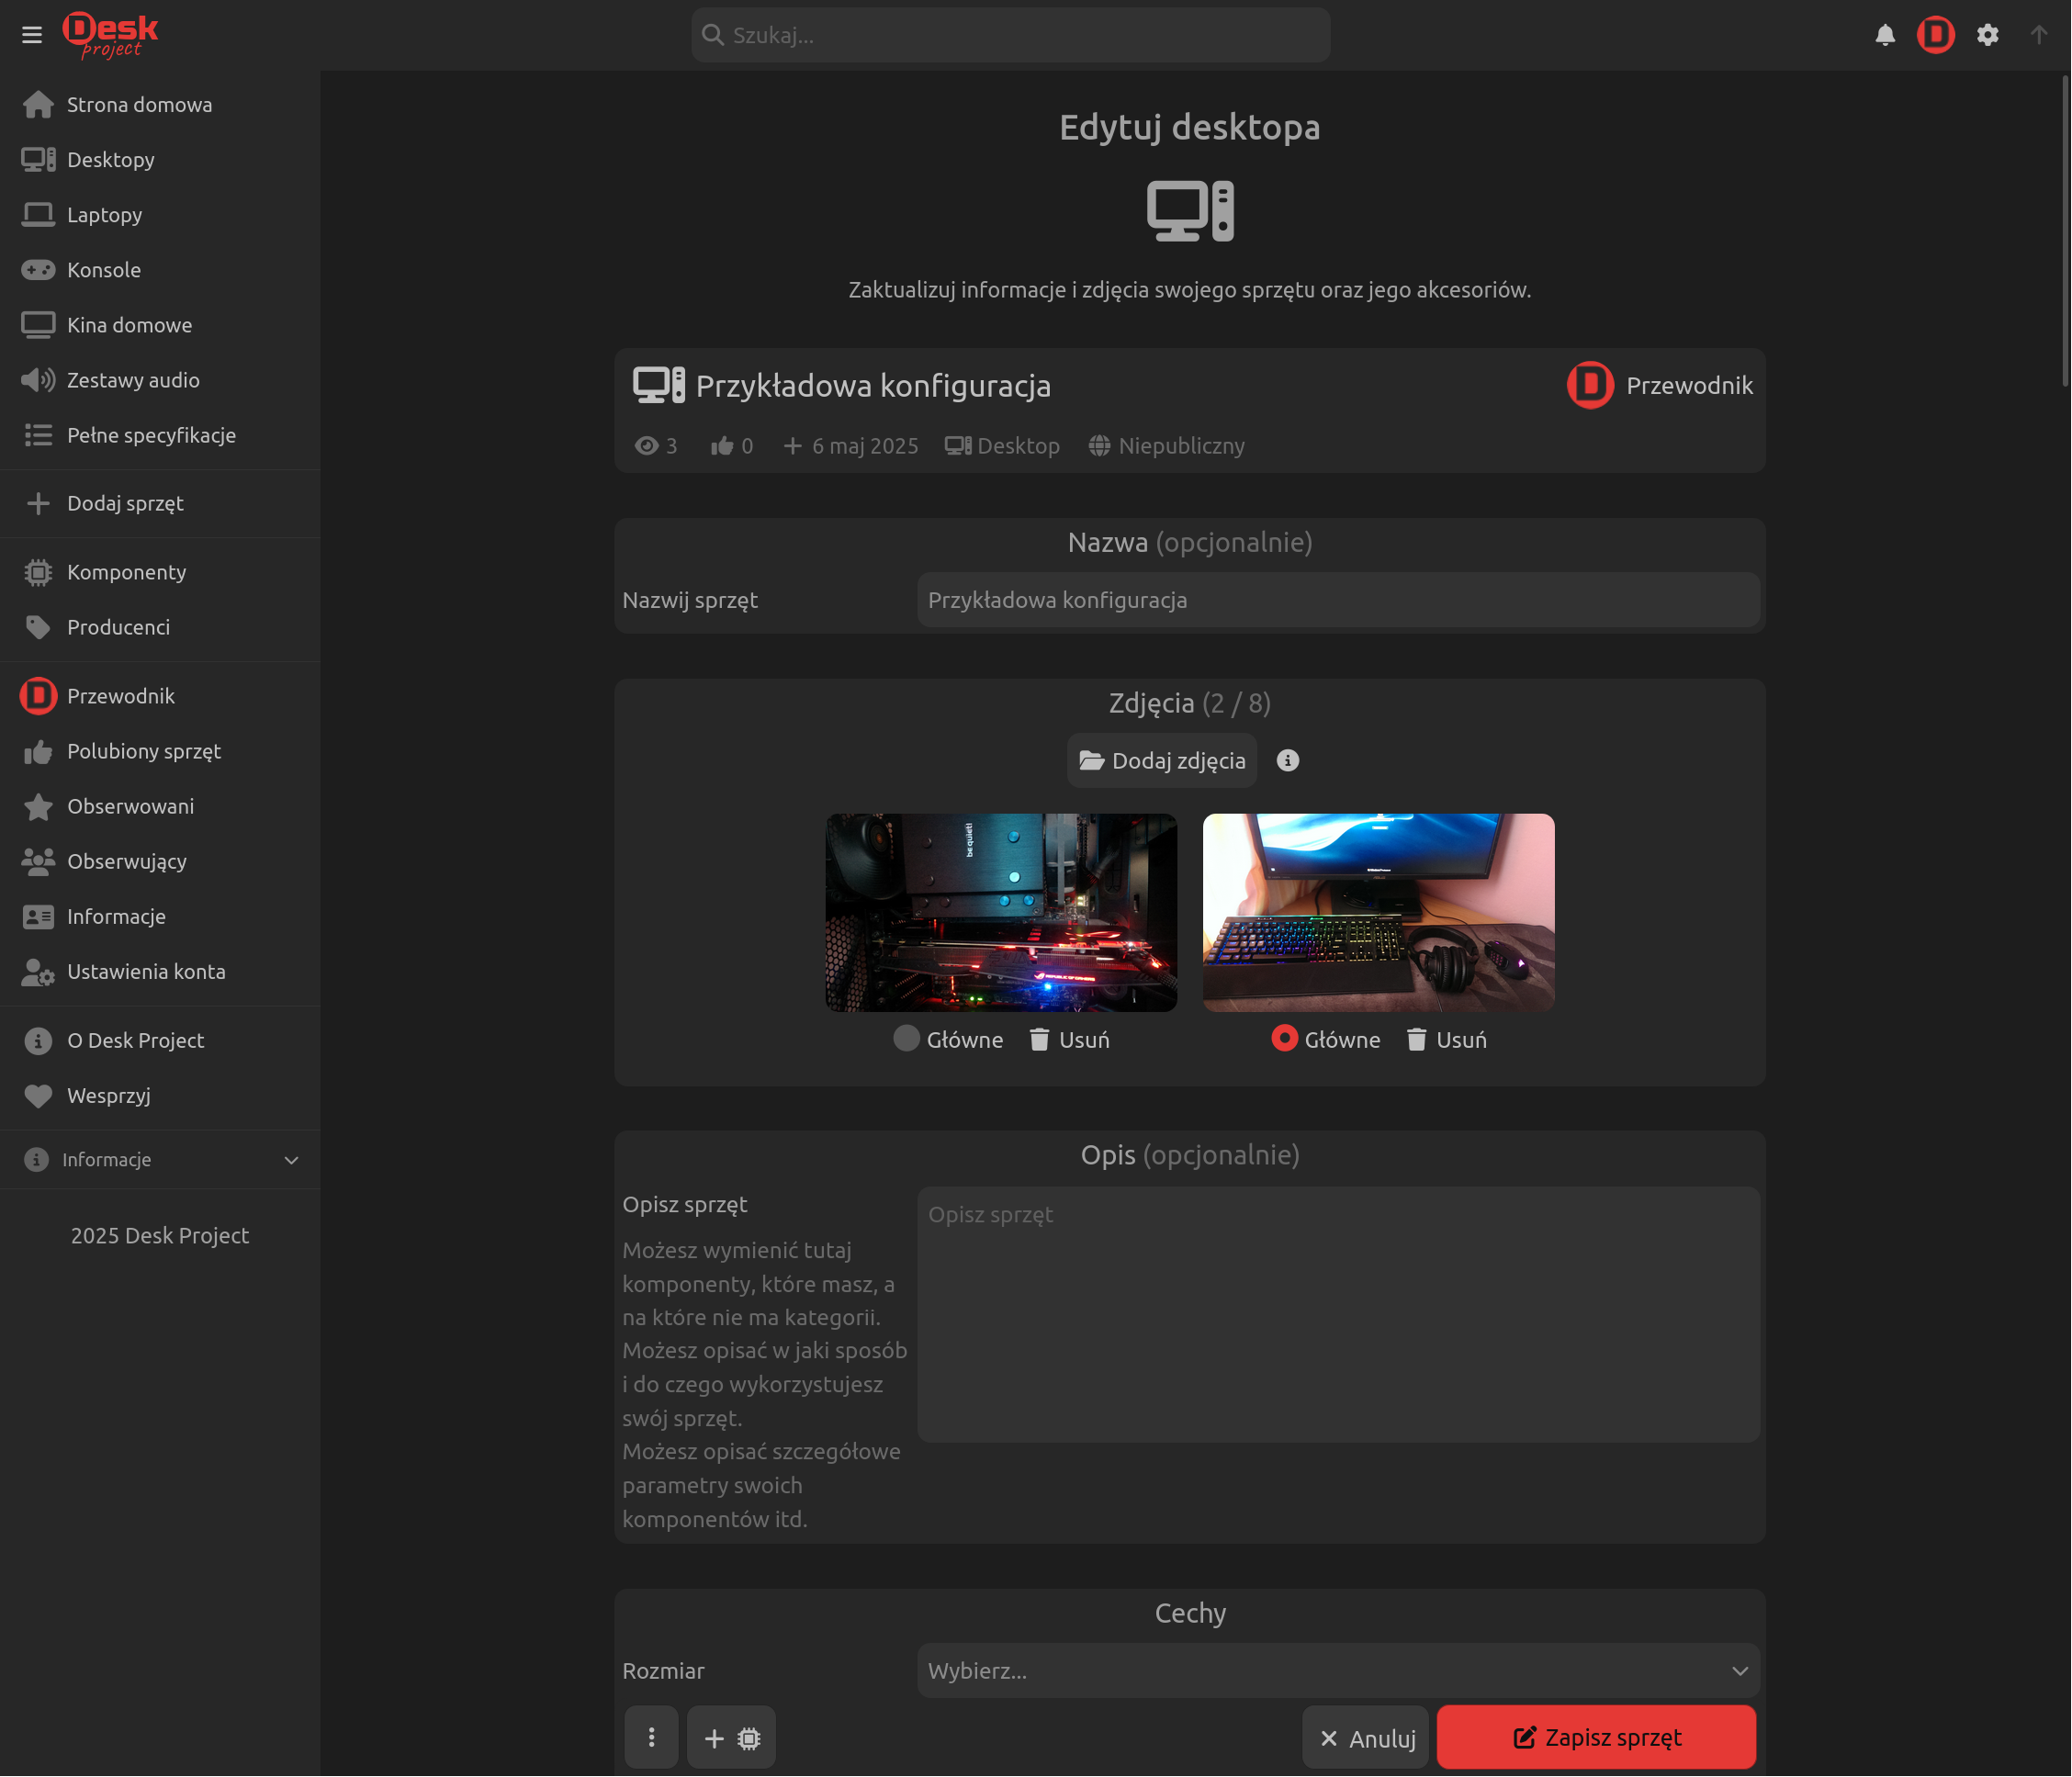 Desk
project
Szukaj...
Strona domowa
Desktopy
Laptopy
Konsole
Kina domowe
Zestawy audio
Pełne specyfikacje
Dodaj sprzęt
Komponenty
Producenci
Przewodnik
Polubiony sprzęt
Obserwowani
Obserwujący
Informacje
Ustawienia konta
O Desk Project
Wesprzyj
Informacje
2025 Desk Project
Edytuj desktopa
Zaktualizuj informacje i zdjęcia swojego sprzętu oraz jego akcesoriów.
Przykładowa konfiguracja
Przewodnik
3 0 6 maj 2025 Desktop Niepubliczny
Nazwa (opcjonalnie)
Nazwij sprzęt
Przykładowa konfiguracja
Zdjęcia (2 / 8)
Dodaj zdjęcia
be quiet!
REPUBLIC OF GAMERS
Główne Usuń
Główne Usuń
Opis (opcjonalnie)
Opisz sprzęt
Możesz wymienić tutaj
komponenty, które masz, a
na które nie ma kategorii.
Możesz opisać w jaki sposób
i do czego wykorzystujesz
swój sprzęt.
Możesz opisać szczegółowe
parametry swoich
komponentów itd.
Opisz sprzęt
Cechy
Rozmiar
Wybierz...
Anuluj
Zapisz sprzęt